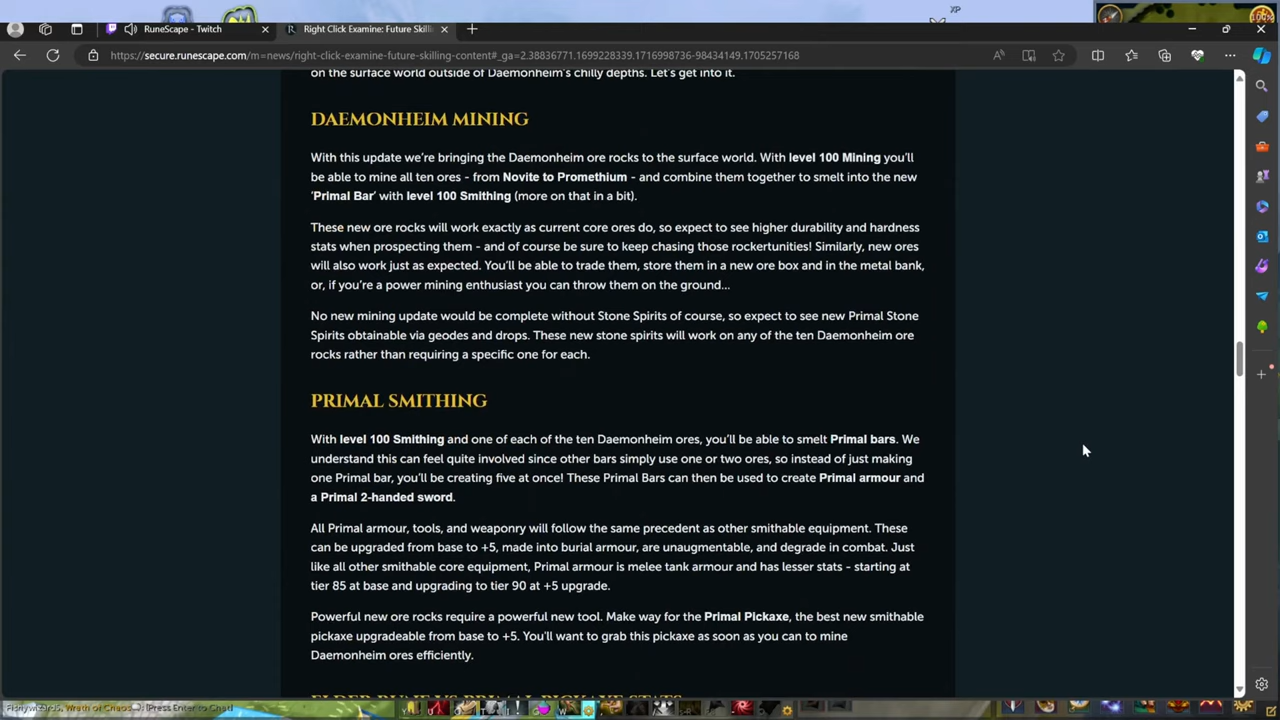 XP
100%
RuneScape - Twitch
Right Click Examine: Future Skilling
https://secure.runescape.com/m=news/right-click-examine-future-skilling-content#_ga=2.38836771.1699228339.1716998736-98434149.1705257168
on the surface world outside of Daemonheim's chilly depths. Let's get into it.
DAEMONHEIM MINING
With this update we're bringing the Daemonheim ore rocks to the surface world. With level 100 Mining you'll
be able to mine all ten ores - from Novite to Promethium - and combine them together to smelt into the new
'Primal Bar' with level 100 Smithing (more on that in a bit).
These new ore rocks will work exactly as current core ores do, so expect to see higher durability and hardness
stats when prospecting them - and of course be sure to keep chasing those rockertunities! Similarly, new ores
will also work just as expected. You'll be able to trade them, store them in a new ore box and in the metal bank,
or, if you're a power mining enthusiast you can throw them on the ground...
No new mining update would be complete without Stone Spirits of course, so expect to see new Primal Stone
Spirits obtainable via geodes and drops. These new stone spirits will work on any of the ten Daemonheim ore
rocks rather than requiring a specific one for each.
PRIMAL SMITHING
With level 100 Smithing and one of each of the ten Daemonheim ores, you'll be able to smelt Primal bars. We
understand this can feel quite involved since other bars simply use one or two ores, so instead of just making
one Primal bar, you'll be creating five at once! These Primal Bars can then be used to create Primal armour and
a Primal 2-handed sword.
All Primal armour, tools, and weaponry will follow the same precedent as other smithable equipment. These
can be upgraded from base to +5, made into burial armour, are unaugmentable, and degrade in combat. Just
like all other smithable core equipment, Primal armour is melee tank armour and has lesser stats - starting at
tier 85 at base and upgrading to tier 90 at +5 upgrade.
Powerful new ore rocks require a powerful new tool. Make way for the Primal Pickaxe, the best new smithable
pickaxe upgradeable from base to +5. You'll want to grab this pickaxe as soon as you can to mine
Daemonheim ores efficiently.
ELDER RUNE VS PRIMAL PICKAXE STATS
Wrath of Chaos [Press Enter to Chat]